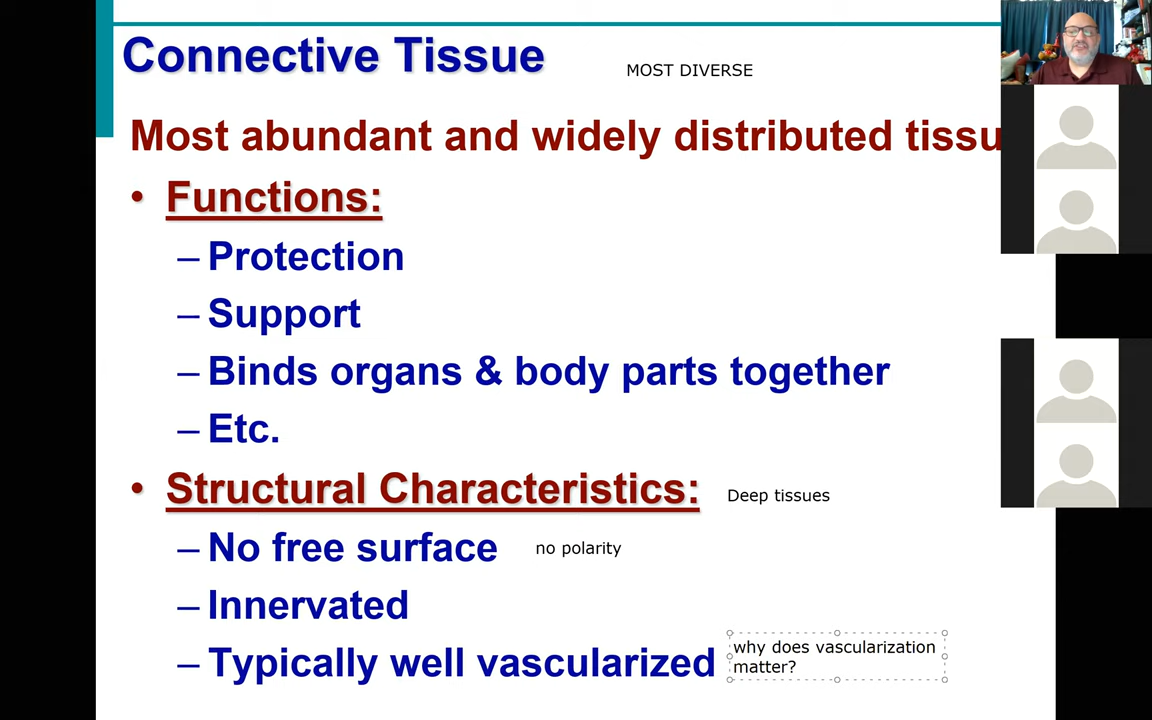 Connective Tissue
MOST DIVERSE
Most abundant and widely distributed tissu
• Functions:
– Protection
– Support
– Binds organs & body parts together
– Etc.
• Structural Characteristics:
Deep tissues
– No free surface
no polarity
– Innervated
– Typically well vascularized
why does vascularization
matter?